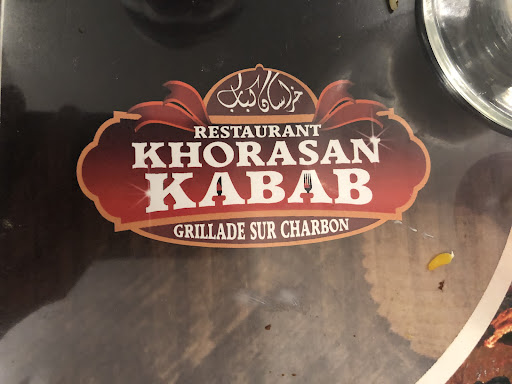 خراسان کباب
RESTAURANT
KHORASAN
KABAB
GRILLADE SUR CHARBON